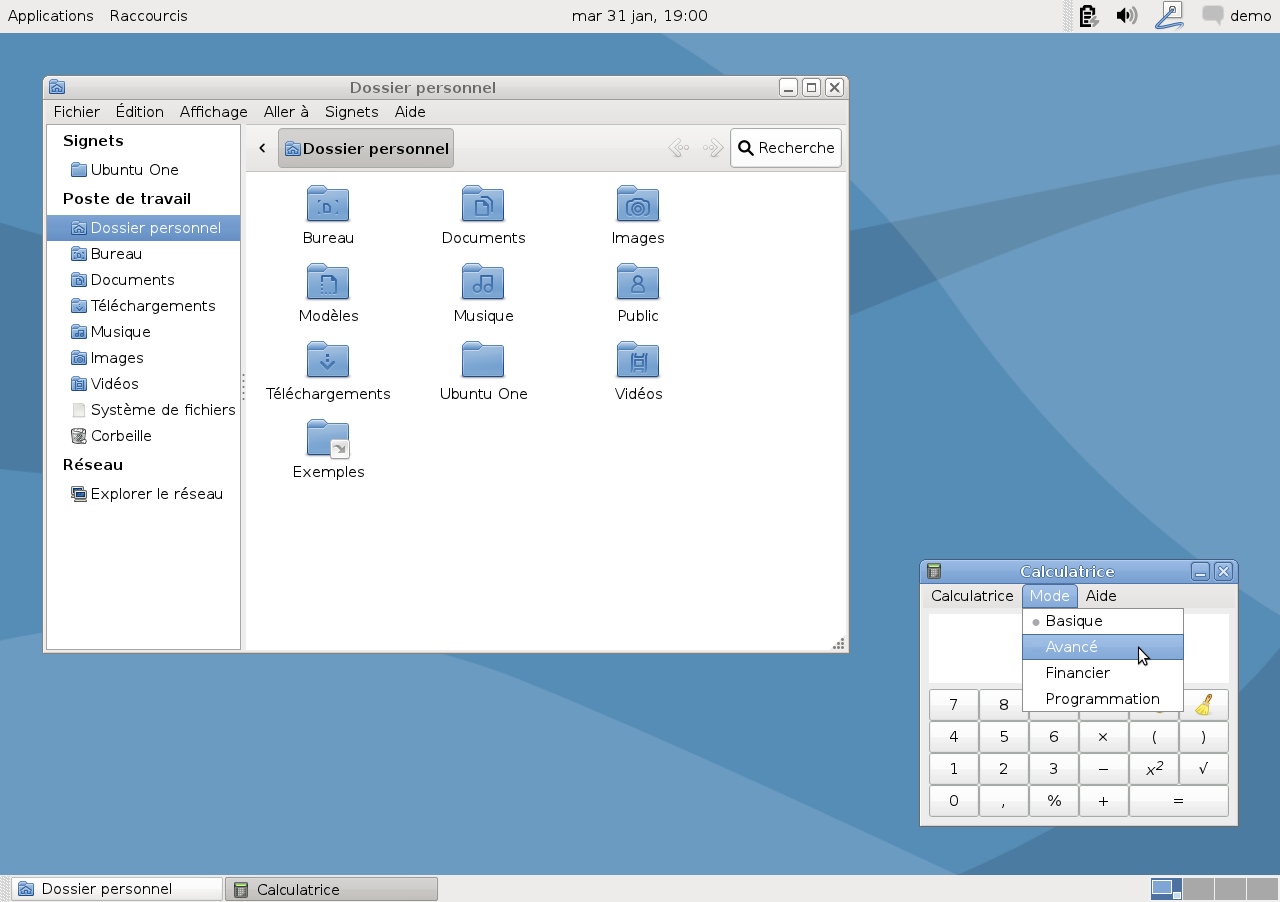 Applications Raccourcis mar 31 jan, 19:00 demo
Dossier personnel
Fichier Édition Affichage Aller à Signets Aide
Signets
Ubuntu One
Poste de travail
Dossier personnel
Bureau
Documents
Téléchargements
Musique
Images
Vidéos
Système de fichiers
Corbeille
Réseau
Explorer le réseau
Dossier personnel Recherche
Bureau Documents Images
Modèles Musique Public
Téléchargements Ubuntu One Vidéos
Exemples
Calculatrice
Calculatrice Mode Aide
Basique
Avancé
Financier
Programmation
7 8
4 5 6 × ( )
1 2 3 − x² √
0 , % + =
Dossier personnel Calculatrice